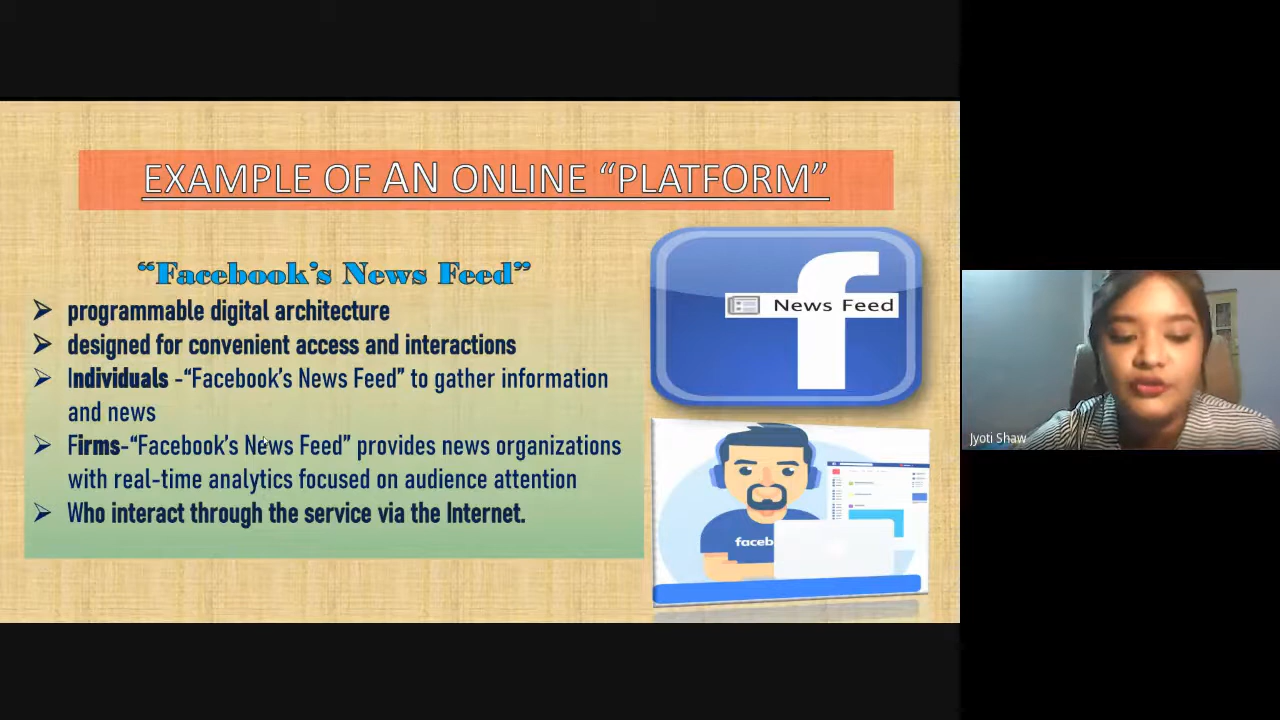 EXAMPLE OF AN ONLINE “PLATFORM”
“Facebook’s News Feed”
programmable digital architecture
designed for convenient access and interactions
Individuals -“Facebook’s News Feed” to gather information
and news
Firms-“Facebook’s News Feed” provides news organizations
with real-time analytics focused on audience attention
Who interact through the service via the Internet.
News Feed
faceb
Jyoti Shaw